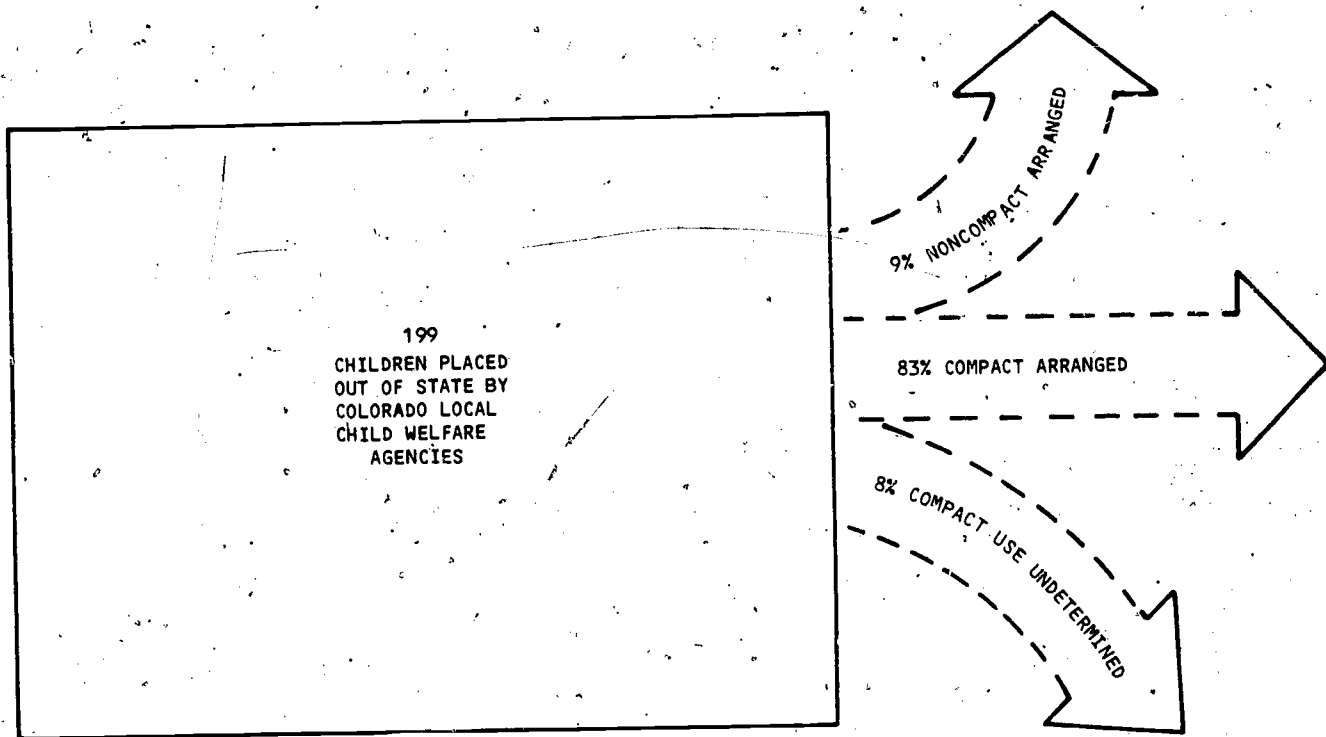 199
CHILDREN PLACED
OUT OF STATE BY
COLORADO LOCAL
CHILD WELFARE
AGENCIES
9% NONCOMPACT ARRANGED
83% COMPACT ARRANGED
8% COMPACT USE UNDETERMINED